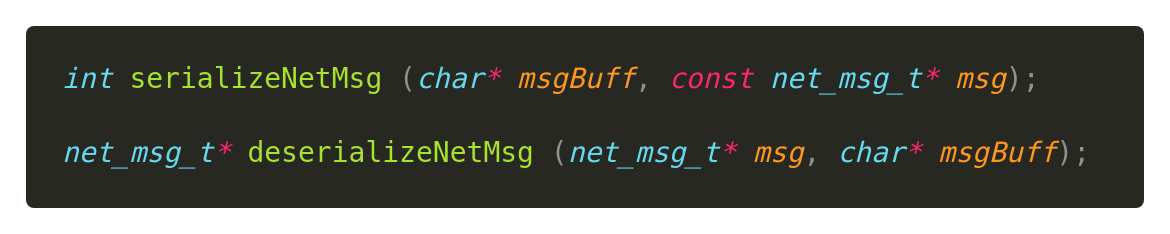 int serializeNetMsg (char* msgBuff, const net_msg_t* msg);
net_msg_t* deserializeNetMsg (net_msg_t* msg, char* msgBuff);